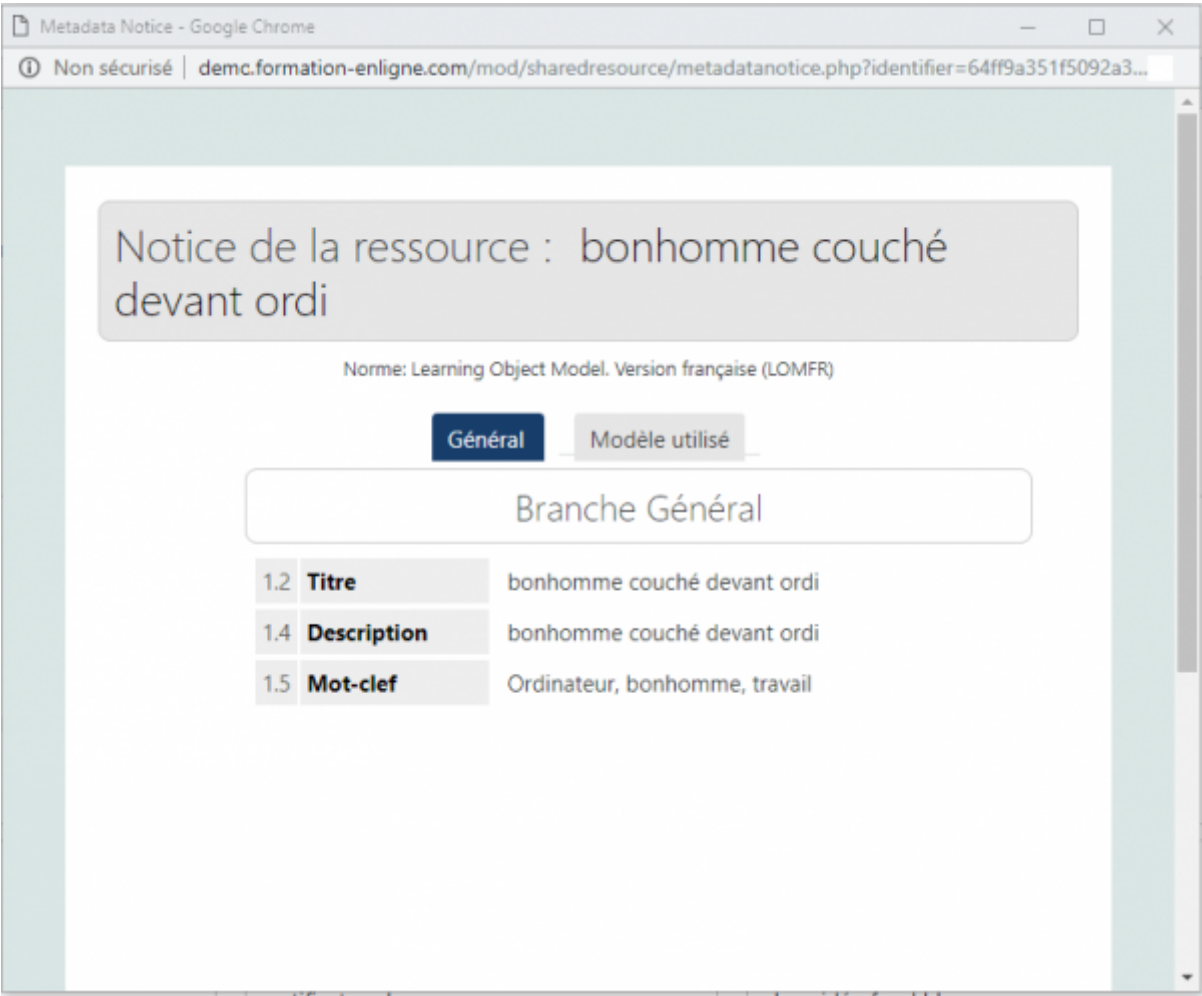 Metadata Notice - Google Chrome
Non sécurisé | demc.formation-enligne.com/mod/sharedresource/metadatanotice.php?identifier=64ff9a351f5092a3...
Notice de la ressource : bonhomme couché
devant ordi
Norme: Learning Object Model. Version française (LOMFR)
Général Modèle utilisé
Branche Général
1.2 Titre bonhomme couché devant ordi
1.4 Description bonhomme couché devant ordi
1.5 Mot-clef Ordinateur, bonhomme, travail